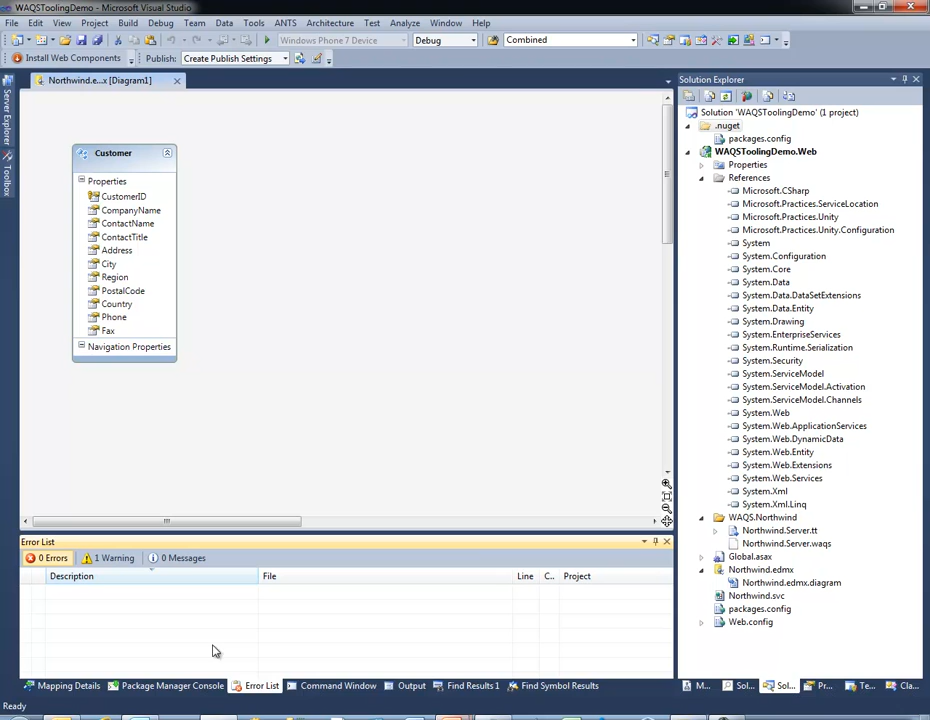 WAQSToolingDemo - Microsoft Visual Studio
File Edit View Project Build Debug Team Data Tools ANTS Architecture Test Analyze Window Help
Windows Phone 7 Device Debug Combined
Install Web Components Publish: Create Publish Settings
Server Explorer
Toolbox
Northwind.e...x [Diagram1]
Customer
Properties
CustomerID
CompanyName
ContactName
ContactTitle
Address
City
Region
PostalCode
Country
Phone
Fax
Navigation Properties
Solution Explorer
Solution 'WAQSToolingDemo' (1 project)
.nuget
packages.config
WAQSToolingDemo.Web
Properties
References
Microsoft.CSharp
Microsoft.Practices.ServiceLocation
Microsoft.Practices.Unity
Microsoft.Practices.Unity.Configuration
System
System.Configuration
System.Core
System.Data
System.Data.DataSetExtensions
System.Data.Entity
System.Drawing
System.EnterpriseServices
System.Runtime.Serialization
System.Security
System.ServiceModel
System.ServiceModel.Activation
System.ServiceModel.Channels
System.Web
System.Web.ApplicationServices
System.Web.DynamicData
System.Web.Entity
System.Web.Extensions
System.Web.Services
System.Xml
System.Xml.Linq
WAQS.Northwind
Northwind.Server.tt
Northwind.Server.waqs
Global.asax
Northwind.edmx
Northwind.edmx.diagram
Northwind.svc
packages.config
Web.config
Error List
0 Errors 1 Warning 0 Messages
Description File Line C.. Project
Mapping Details Package Manager Console Error List Command Window Output Find Results 1 Find Symbol Results
M... Sol... Sol... Pr... Te... Cla...
Ready